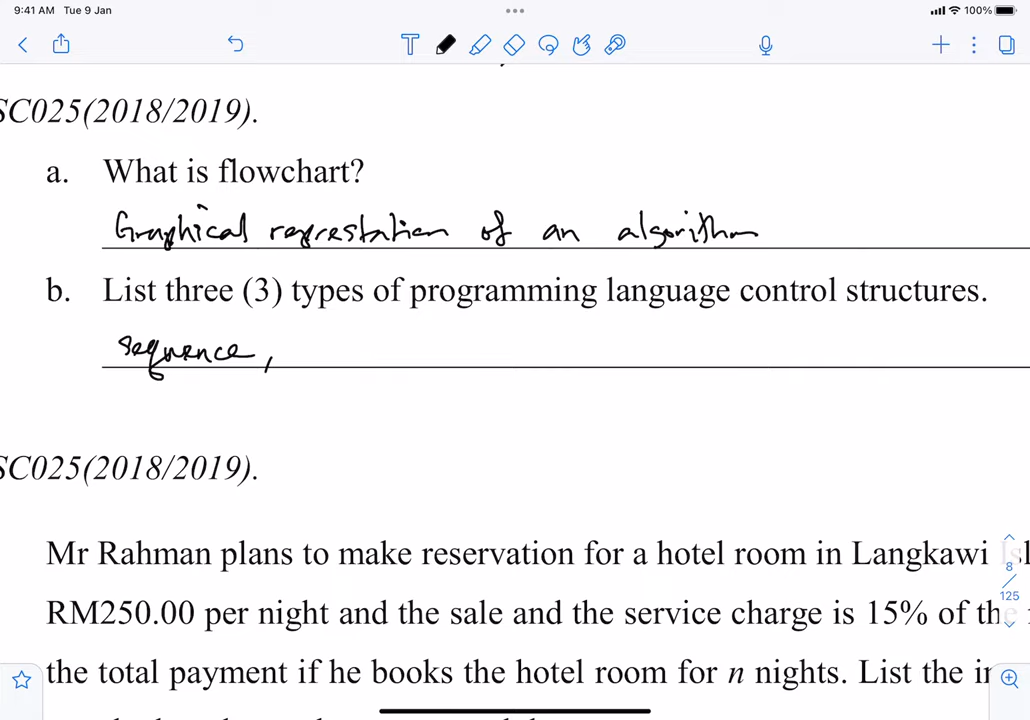 9:41 AM Tue 9 Jan 100%
SC025(2018/2019).
a. What is flowchart?
Graphical represtation of an algorithm
b. List three (3) types of programming language control structures.
sequence,
SC025(2018/2019).
Mr Rahman plans to make reservation for a hotel room in Langkawi
8
RM250.00 per night and the sale and the service charge is 15% of the
125
the total payment if he books the hotel room for n nights. List the